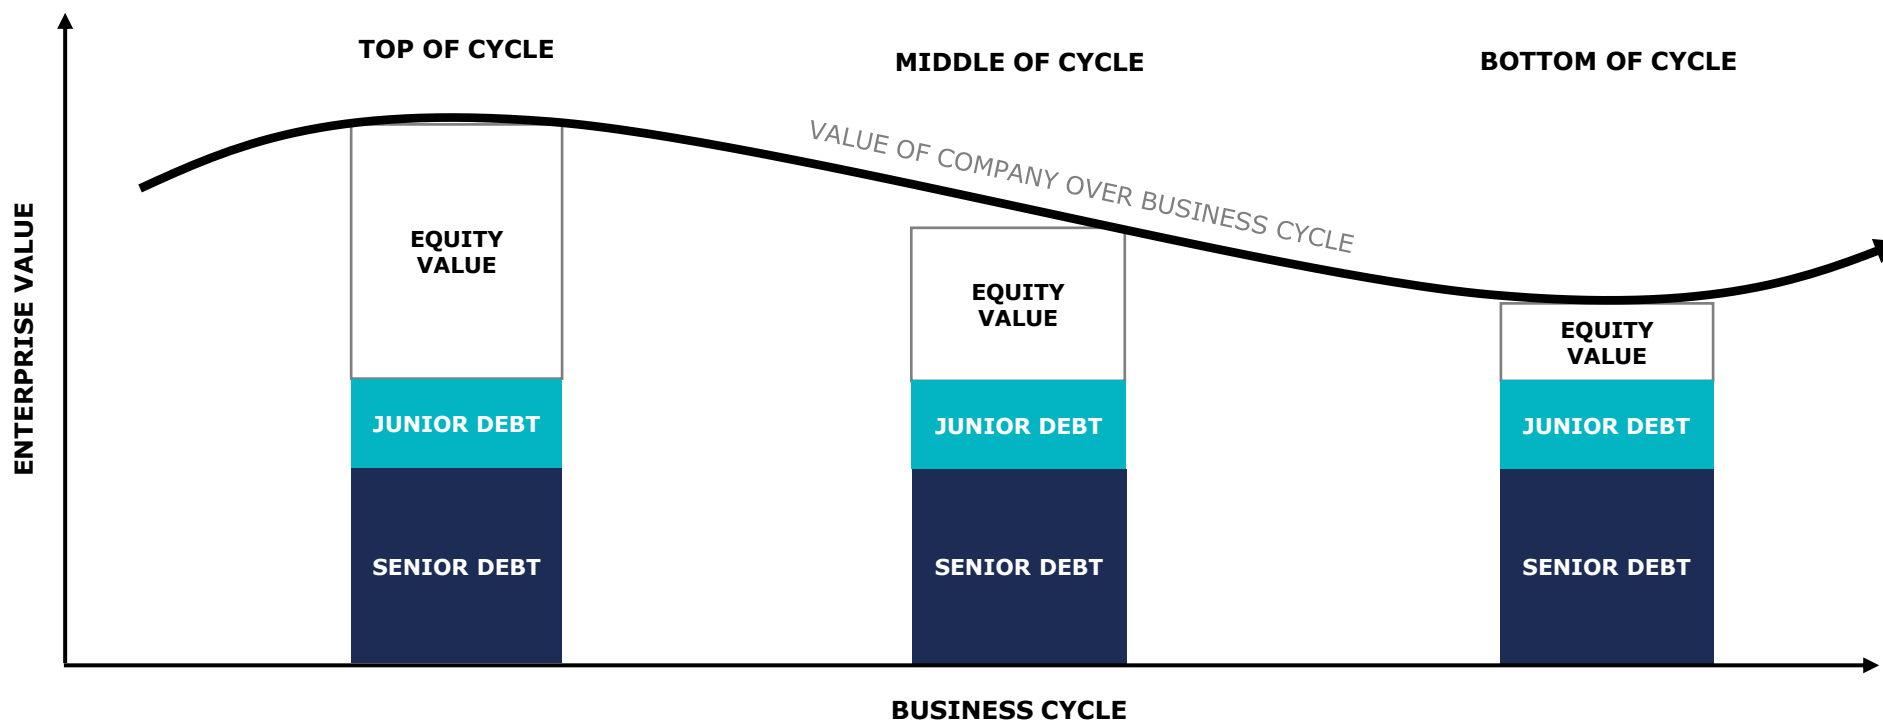 TOP OF CYCLE
MIDDLE OF CYCLE
BOTTOM OF CYCLE
VALUE OF COMPANY OVER BUSINESS CYCLE
ENTERPRISE VALUE
EQUITY
VALUE
JUNIOR DEBT
SENIOR DEBT
EQUITY
VALUE
JUNIOR DEBT
SENIOR DEBT
EQUITY
VALUE
JUNIOR DEBT
SENIOR DEBT
BUSINESS CYCLE